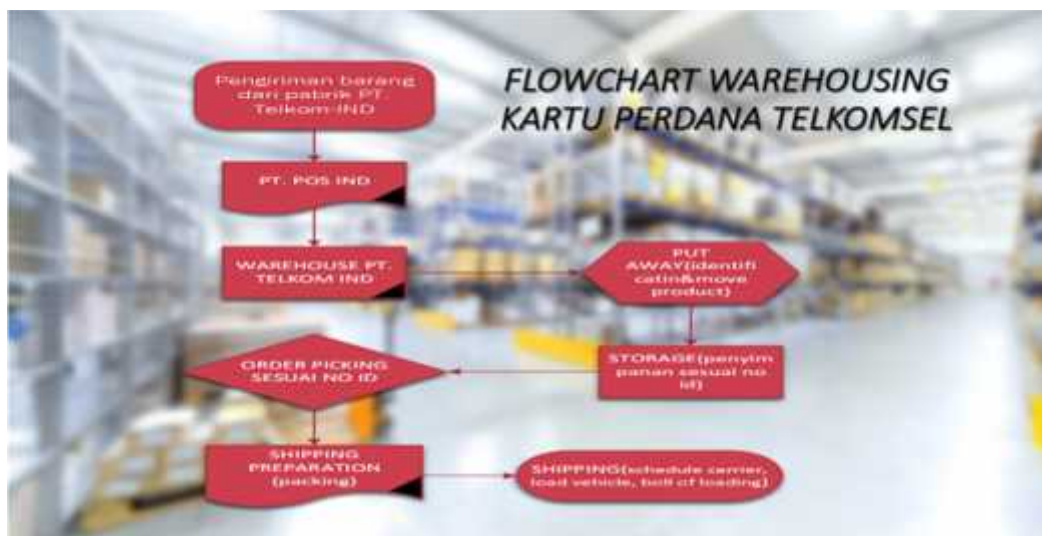 FLOWCHART WAREHOUSING
KARTU PERDANA TELKOMSEL
Pengiriman barang
dari pabrik PT.
Telkom-IND
PT. POS IND
WAREHOUSE PT.
TELKOM IND
PUT
AWAY(identifi
catin&move
product)
STORAGE(penyim
panan sesuai no
id)
ORDER PICKING
SESUAI NO ID
SHIPPING
PREPARATION
(packing)
SHIPPING(schedule carrier,
load vehicle, boll of loading)